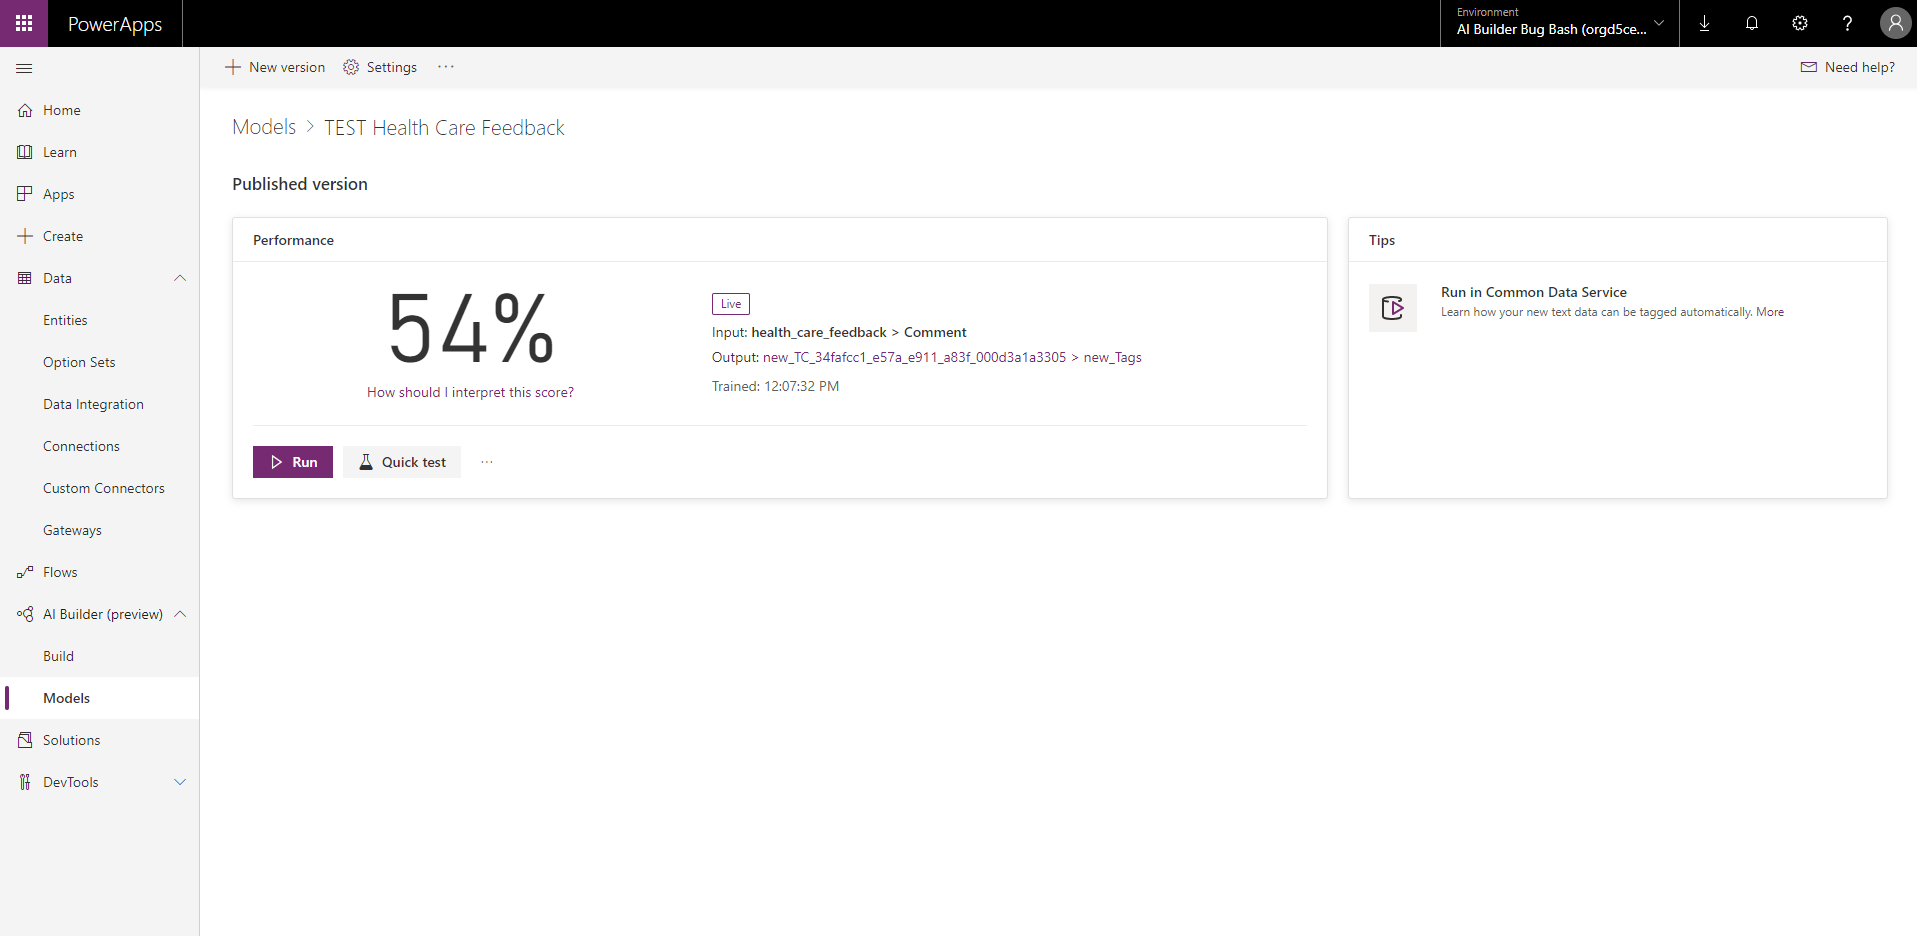 PowerApps
Environment
AI Builder Bug Bash (orgd5ce...
New version
Settings
...
Need help?
Home
Learn
Apps
Create
Data
Entities
Option Sets
Data Integration
Connections
Custom Connectors
Gateways
Flows
AI Builder (preview)
Build
Models
Solutions
DevTools
Models > TEST Health Care Feedback
Published version
Performance
54%
How should I interpret this score?
Live
Input: health_care_feedback > Comment
Output: new_TC_34fafcc1_e57a_e911_a83f_000d3a1a3305 > new_Tags
Trained: 12:07:32 PM
Run
Quick test
...
Tips
Run in Common Data Service
Learn how your new text data can be tagged automatically. More